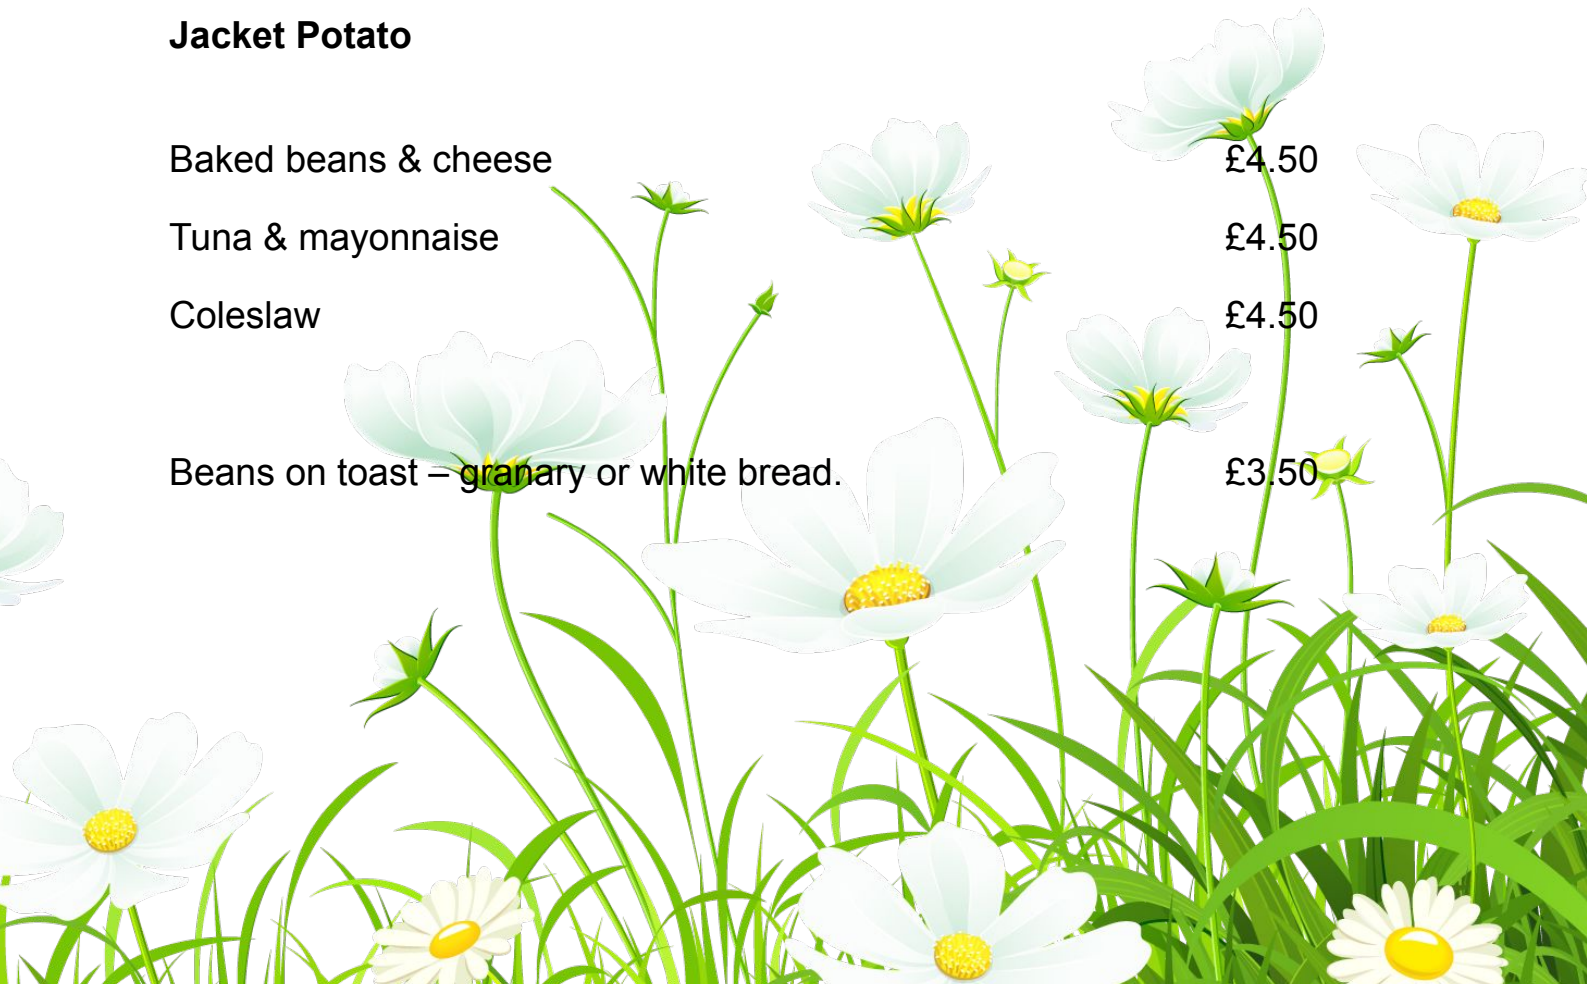 Jacket Potato
Baked beans & cheese £4.50
Tuna & mayonnaise £4.50
Coleslaw £4.50
Beans on toast – granary or white bread. £3.50